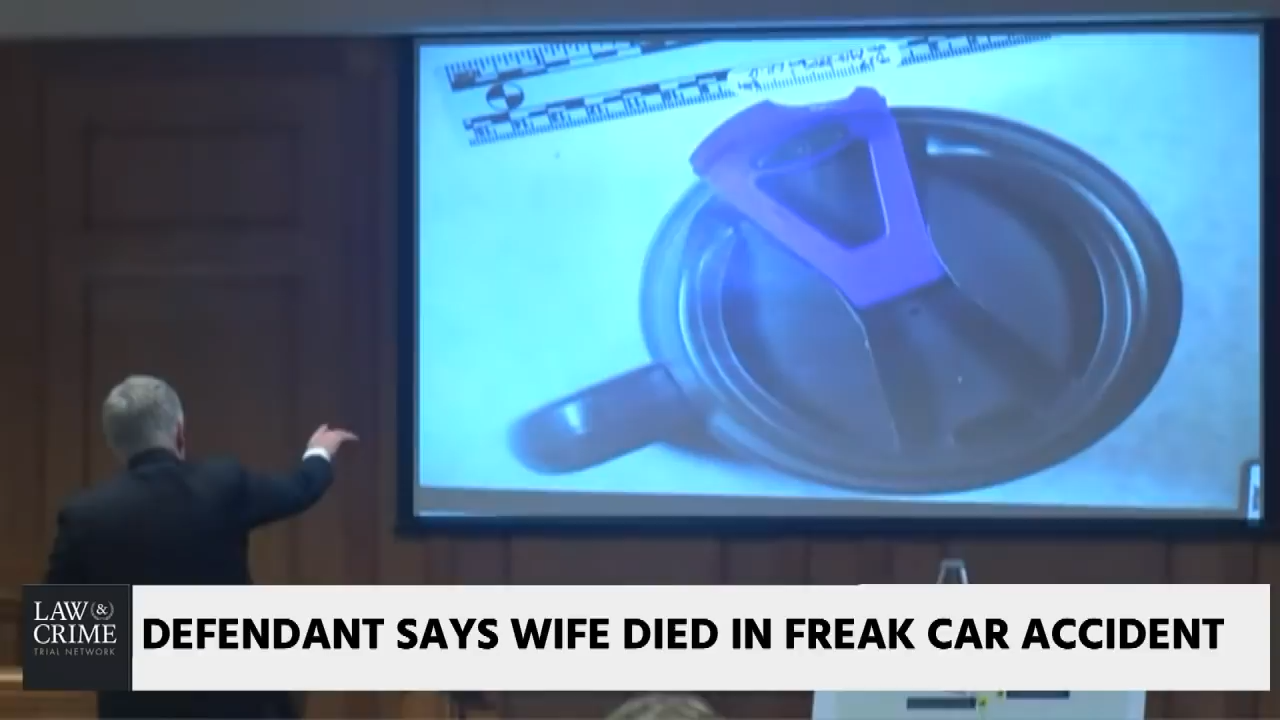 LAW &
CRIME
TRIAL NETWORK
DEFENDANT SAYS WIFE DIED IN FREAK CAR ACCIDENT